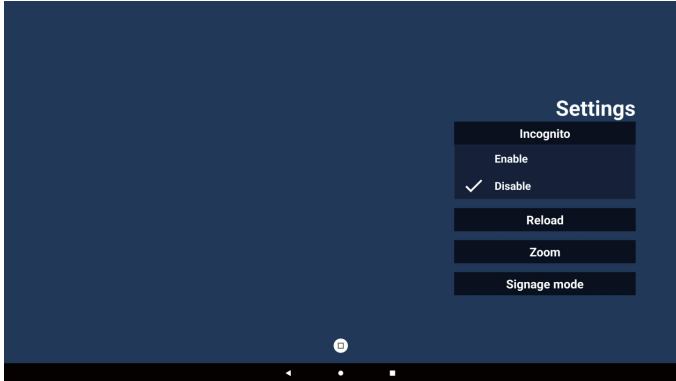 Settings
Incognito
Enable
Disable
Reload
Zoom
Signage mode